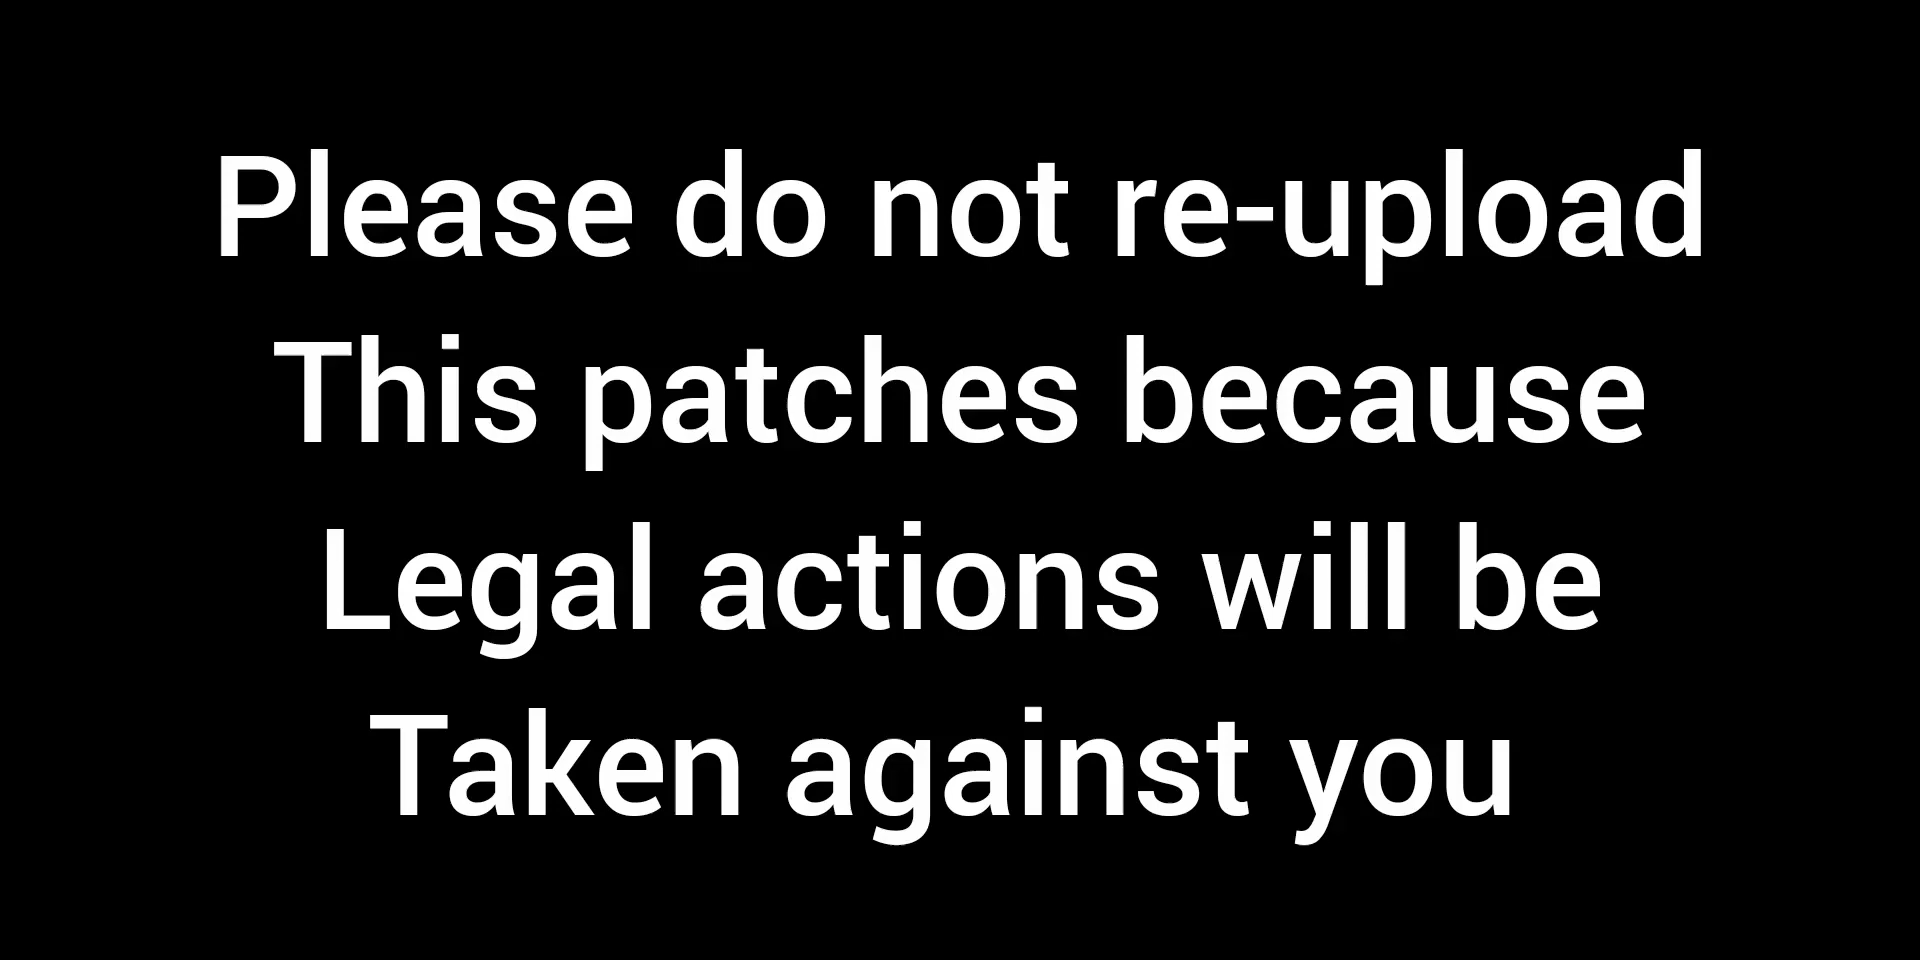 Please do not re-upload
This patches because
Legal actions will be
Taken against you